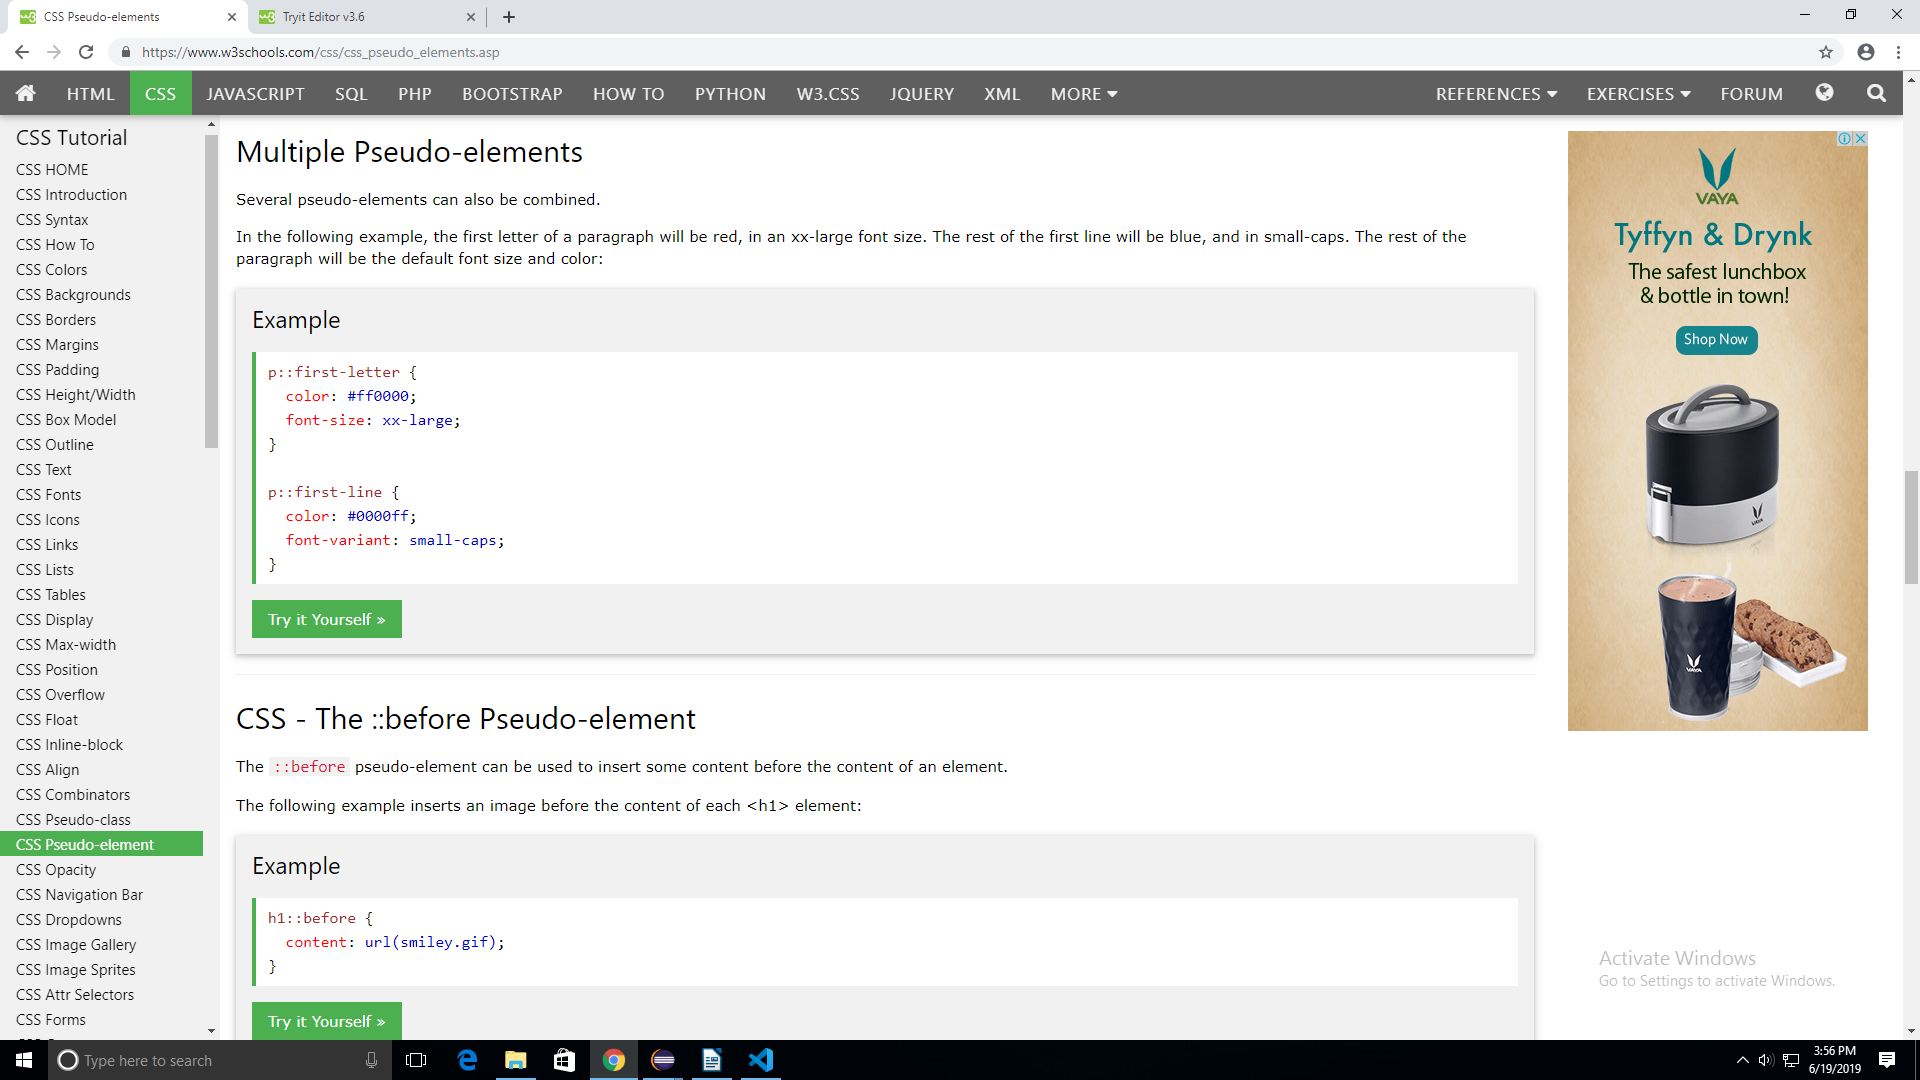 CSS Pseudo-elements
Tryit Editor v3.6
https://www.w3schools.com/css/css_pseudo_elements.asp
HTML CSS JAVASCRIPT SQL PHP BOOTSTRAP HOW TO PYTHON W3.CSS JQUERY XML MORE REFERENCES EXERCISES FORUM
CSS Tutorial
CSS HOME
CSS Introduction
CSS Syntax
CSS How To
CSS Colors
CSS Backgrounds
CSS Borders
CSS Margins
CSS Padding
CSS Height/Width
CSS Box Model
CSS Outline
CSS Text
CSS Fonts
CSS Icons
CSS Links
CSS Lists
CSS Tables
CSS Display
CSS Max-width
CSS Position
CSS Overflow
CSS Float
CSS Inline-block
CSS Align
CSS Combinators
CSS Pseudo-class
CSS Pseudo-element
CSS Opacity
CSS Navigation Bar
CSS Dropdowns
CSS Image Gallery
CSS Image Sprites
CSS Attr Selectors
CSS Forms
Multiple Pseudo-elements
Several pseudo-elements can also be combined.
In the following example, the first letter of a paragraph will be red, in an xx-large font size. The rest of the first line will be blue, and in small-caps. The rest of the
paragraph will be the default font size and color:
Example
p::first-letter {
color: #ff0000;
font-size: xx-large;
}
p::first-line {
color: #0000ff;
font-variant: small-caps;
}
Try it Yourself »
CSS - The ::before Pseudo-element
The ::before pseudo-element can be used to insert some content before the content of an element.
The following example inserts an image before the content of each <h1> element:
Example
h1::before {
content: url(smiley.gif);
}
Try it Yourself »
VAYA
Tyffyn & Drynk
The safest lunchbox
& bottle in town!
Shop Now
VAYA
VAYA
Activate Windows
Go to Settings to activate Windows.
Type here to search
3:56 PM
6/19/2019